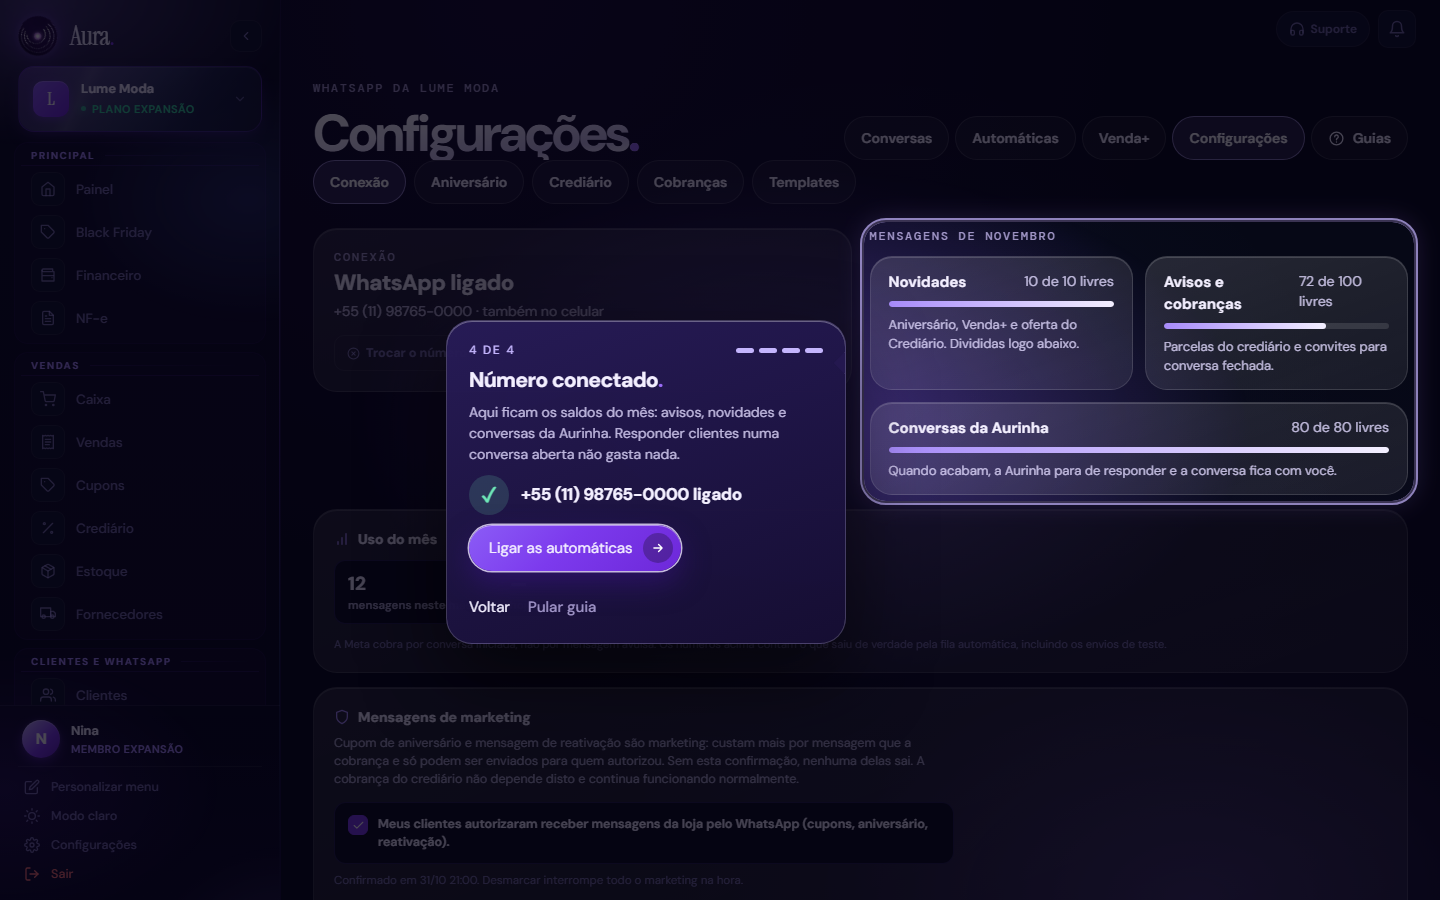 Aura.
Suporte
Lume Moda
PLANO EXPANSÃO
PRINCIPAL
Painel
Black Friday
Financeiro
NF-e
VENDAS
Caixa
Vendas
Cupons
Crediário
Estoque
Fornecedores
CLIENTES E WHATSAPP
Clientes
N
Nina
MEMBRO EXPANSÃO
Personalizar menu
Modo claro
Configurações
Sair
WHATSAPP DA LUME MODA
Configurações.
Conversas
Automáticas
Venda+
Configurações
Guias
Conexão
Aniversário
Crediário
Cobranças
Templates
CONEXÃO
WhatsApp ligado
+55 (11) 98765-0000 · também no celular
Trocar o núm
MENSAGENS DE NOVEMBRO
Novidades
10 de 10 livres
Aniversário, Venda+ e oferta do
Crediário. Divididas logo abaixo.
Avisos e
cobranças
72 de 100
livres
Parcelas do crediário e convites para
conversa fechada.
Conversas da Aurinha
80 de 80 livres
Quando acabam, a Aurinha para de responder e a conversa fica com você.
4 DE 4
Número conectado.
Aqui ficam os saldos do mês: avisos, novidades e
conversas da Aurinha. Responder clientes numa
conversa aberta não gasta nada.
+55 (11) 98765-0000 ligado
Ligar as automáticas
Voltar
Pular guia
Uso do mês
12
mensagens neste
A Meta cobra por conversa iniciada, não por mensagem avulsa. Os números acima contam o que saiu de verdade pela fila automática, incluindo os envios de teste.
Mensagens de marketing
Cupom de aniversário e mensagem de reativação são marketing: custam mais por mensagem que a
cobrança e só podem ser enviados para quem autorizou. Sem esta confirmação, nenhuma delas sai. A
cobrança do crediário não depende disto e continua funcionando normalmente.
Meus clientes autorizaram receber mensagens da loja pelo WhatsApp (cupons, aniversário,
reativação).
Confirmado em 31/10 21:00. Desmarcar interrompe todo o marketing na hora.
L